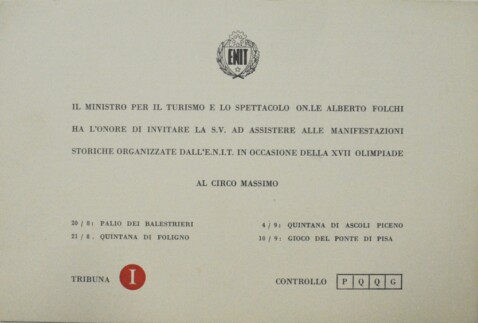 ENIT
IL MINISTRO PER IL TURISMO E LO SPETTACOLO ON.LE ALBERTO FOLCHI
HA L'ONORE DI INVITARE LA S.V. AD ASSISTERE ALLE MANIFESTAZIONI
STORICHE ORGANIZZATE DALL'E.N.I.T. IN OCCASIONE DELLA XVII OLIMPIADE
AL CIRCO MASSIMO
20 / 8: PALIO DEI BALESTRIERI
21 / 8. QUINTANA DI FOLIGNO
6 / 9: QUINTANA DI ASCOLI PICENO
10 / 9: GIOCO DEL PONTE DI PISA
TRIBUNA I
CONTROLLO P Q Q G